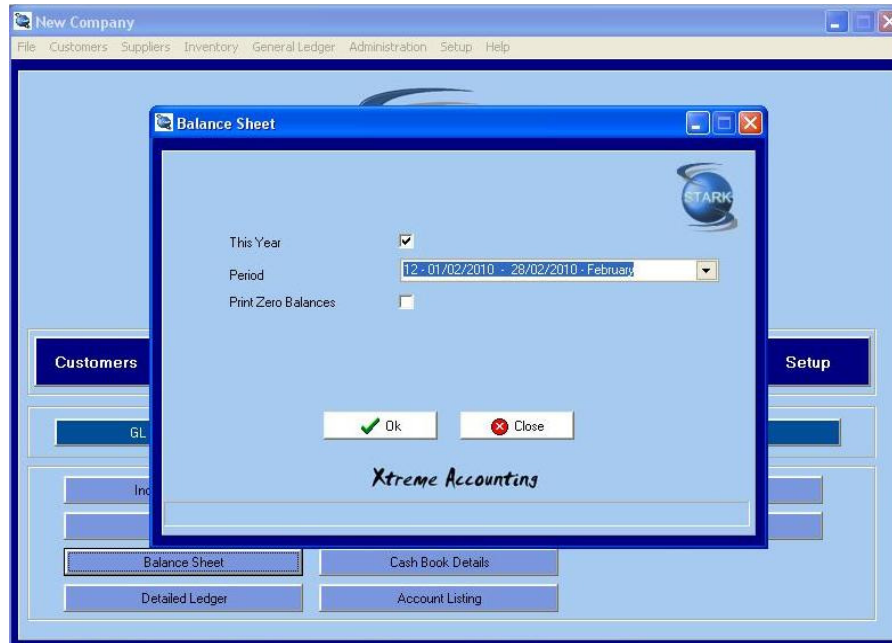 New Company
File Customers Suppliers Inventory General Ledger Administration Setup Help
Balance Sheet
STARK
This Year
Period 12 - 01/02/2010 - 28/02/2010 - February
Print Zero Balances
Customers Setup
GL
Ok Close
Xtreme Accounting
Balance Sheet Cash Book Details
Detailed Ledger Account Listing